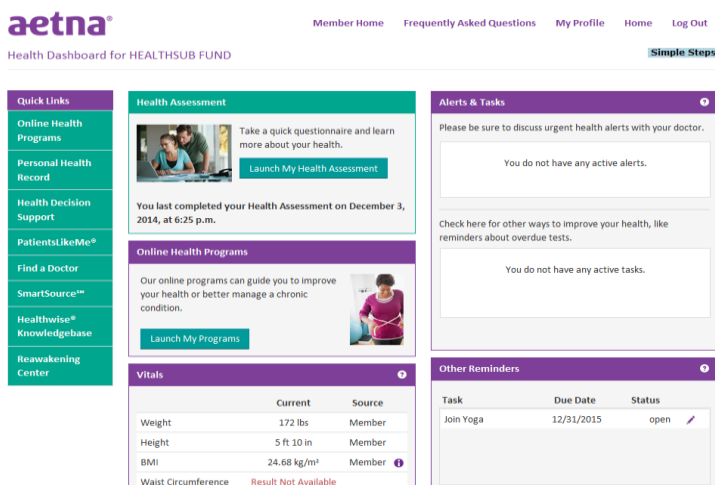 aetna®
Member Home Frequently Asked Questions My Profile Home Log Out
Health Dashboard for HEALTHSUB FUND
Simple Steps
Quick Links
Online Health
Programs
Personal Health
Record
Health Decision
Support
PatientsLikeMe®
Find a Doctor
SmartSource℠
Healthwise®
Knowledgebase
Reawakening
Center
Health Assessment
Take a quick questionnaire and learn
more about your health.
Launch My Health Assessment
You last completed your Health Assessment on December 3,
2014, at 6:25 p.m.
Online Health Programs
Our online programs can guide you to improve
your health or better manage a chronic
condition.
Launch My Programs
Vitals ?
Current Source
Weight 172 lbs Member
Height 5 ft 10 in Member
BMI 24.68 kg/m² Member i
Waist Circumference Result Not Available
Alerts & Tasks ?
Please be sure to discuss urgent health alerts with your doctor.
You do not have any active alerts.
Check here for other ways to improve your health, like
reminders about overdue tests.
You do not have any active tasks.
Other Reminders ?
Task Due Date Status
Join Yoga 12/31/2015 open